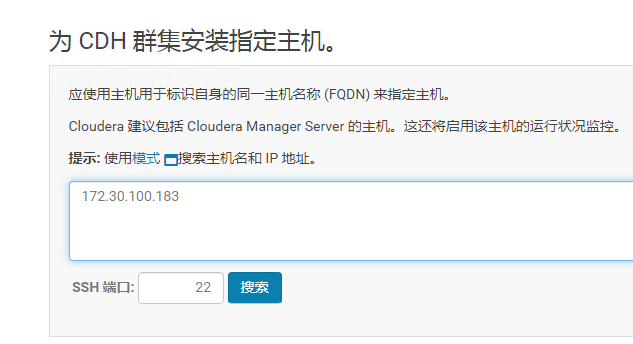 为 CDH 群集安装指定主机。
应使用主机用于标识自身的同一主机名称 (FQDN) 来指定主机。
Cloudera 建议包括 Cloudera Manager Server 的主机。这还将启用该主机的运行状况监控。
提示: 使用模式 搜索主机名和 IP 地址。
172.30.100.183
SSH 端口: 22 搜索